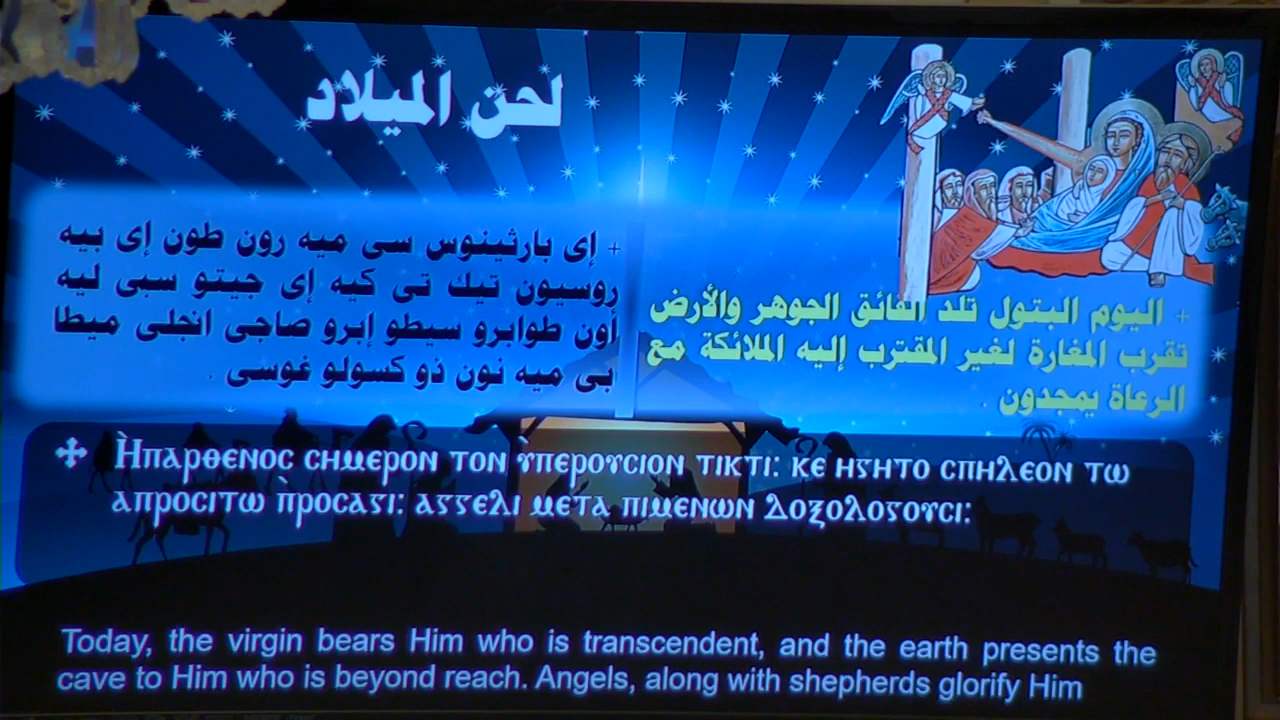 لحن الميلاد
+ اليوم البتول تلد الفائق الجوهر والأرض
تقرب المغارة لغير المقترب إليه الملائكة مع
الرعاة يمجدون .
+ إى بارثينوس سى ميه رون طون إى بيه
روسيون تيك تى كيه إى جيتو سبى ليه
أون طوابرو سيطو إبرو صاجى انجلى ميطا
بى ميه نون ذو كسولو غوسى .
Ⲏ̀ⲡⲁⲣⲑⲉⲛⲟⲥ ⲥⲏⲙⲉⲣⲟⲛ ⲧⲟⲛ ⲩ̀ⲡⲉⲣⲟⲩⲥⲓⲟⲛ ⲧⲓⲕⲧⲓ: ⲕⲉ ⲏⲅⲏⲧⲟ ⲥⲡⲏⲗⲉⲟⲛ ⲧⲱ
ⲁⲡⲣⲟⲥⲓⲧⲱ ⲡ̀ⲣⲟⲥⲁⲅⲓ: ⲁⲅⲅⲉⲗⲓ ⲙⲉⲧⲁ ⲡⲓⲙⲉⲛⲱⲛ ⲇⲟⲝⲟⲗⲟⲅⲟⲩⲥⲓ:
Today, the virgin bears Him who is transcendent, and the earth presents the
cave to Him who is beyond reach. Angels, along with shepherds glorify Him